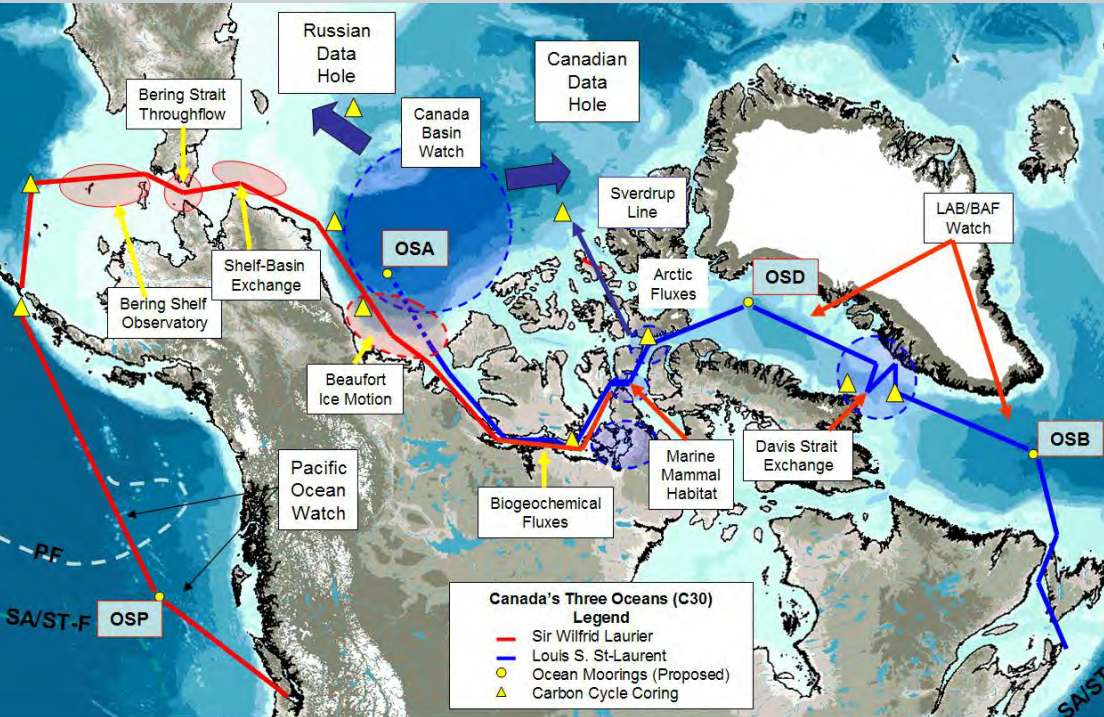 Russian
Data
Hole
Canadian
Data
Hole
Bering Strait
Throughflow
Canada
Basin
Watch
Sverdrup
Line
LAB/BAF
Watch
OSA
Shelf-Basin
Exchange
Arctic
Fluxes
OSD
Bering Shelf
Observatory
Beaufort
Ice Motion
OSB
Pacific
Ocean
Watch
Biogeochemical
Fluxes
Marine
Mammal
Habitat
Davis Strait
Exchange
PF
SA/ST-F
OSP
Canada's Three Oceans (C30)
Legend
Sir Wilfrid Laurier
Louis S. St-Laurent
Ocean Moorings (Proposed)
Carbon Cycle Coring
SA/ST